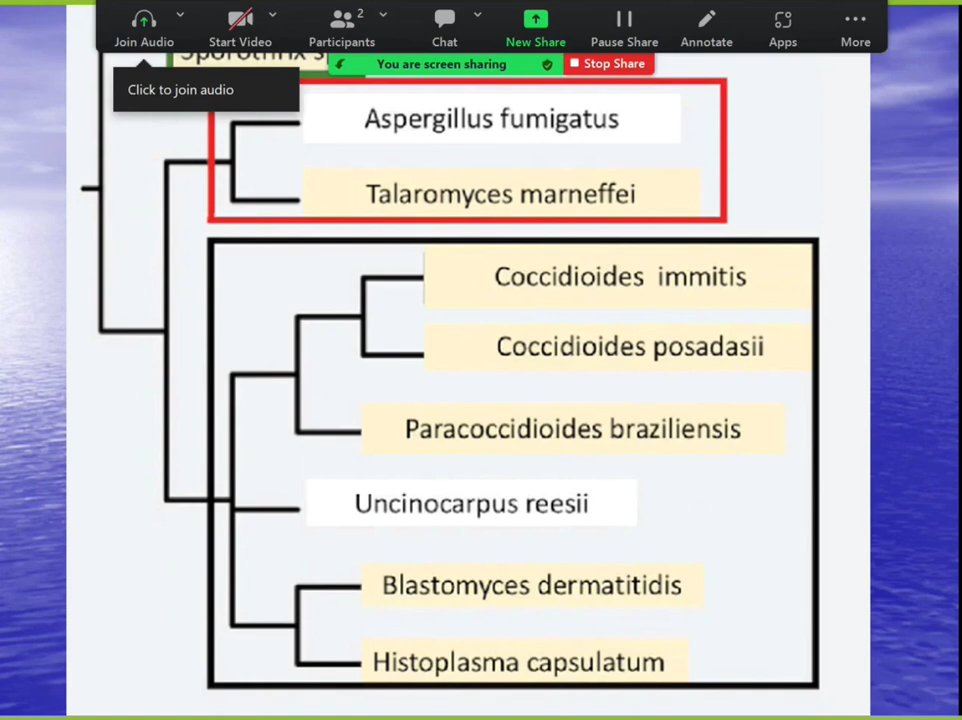 Join Audio
Start Video
Participants 2
Chat
New Share
Pause Share
Annotate
Apps
More
You are screen sharing
Stop Share
Click to join audio
Sporothrix
Aspergillus fumigatus
Talaromyces marneffei
Coccidioides immitis
Coccidioides posadasii
Paracoccidioides braziliensis
Uncinocarpus reesii
Blastomyces dermatitidis
Histoplasma capsulatum